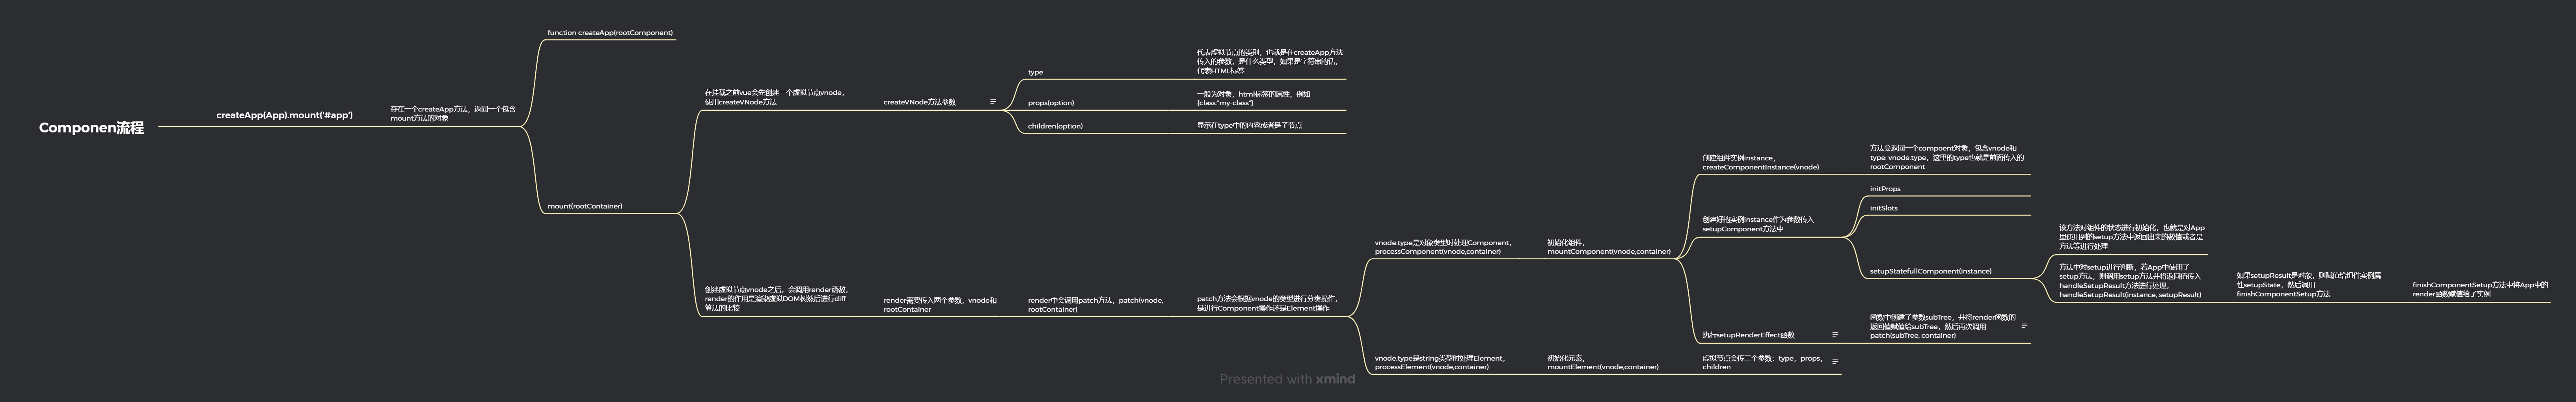 Componen流程
createApp(App).mount('#app')
存在一个createApp方法，返回一个包含
mount方法的对象
function createApp(rootComponent)
mount(rootContainer)
在挂载之前vue会先创建一个虚拟节点vnode，
使用createVNode方法
createVNode方法参数
type
代表虚拟节点的类别，也就是在createApp方法
传入的参数，是什么类型，如果是字符串的话，
代表HTML标签
props(option)
一般为对象，html标签的属性，例如
{class:"my-class"}
children(option)
显示在type中的内容或者是子节点
创建虚拟节点vnode之后，会调用render函数，
render的作用是渲染虚拟DOM树然后进行diff
算法的比较
render需要传入两个参数，vnode和
rootContainer
render中会调用patch方法，patch(vnode,
rootContainer)
patch方法会根据vnode的类型进行分类操作，
是进行Component操作还是Element操作
vnode.type是对象类型时处理Component，
processComponent(vnode,container)
初始化组件，
mountComponent(vnode,container)
创建组件实例instance，
createComponentInstance(vnode)
方法会返回一个compoent对象，包含vnode和
type: vnode.type，这里的type也就是前面传入的
rootComponent
创建好的实例instance作为参数传入
setupComponent方法中
initProps
initSlots
setupStatefullComponent(instance)
该方法对组件的状态进行初始化，也就是对App
里使用到的setup方法中返回出来的数值或者是
方法等进行处理
方法中对setup进行判断，若App中使用了
setup方法，则调用setup方法并将返回值传入
handleSetupResult方法进行处理，
handleSetupResult(instance, setupResult)
如果setupResult是对象，则赋值给组件实例属
性setupState，然后调用
finishComponentSetup方法
finishComponentSetup方法中将App中的
render函数赋值给了实例
执行setupRenderEffect函数
函数中创建了参数subTree，并将render函数的
返回值赋值给subTree，然后再次调用
patch(subTree, container)
vnode.type是string类型时处理Element，
processElement(vnode,container)
初始化元素，
mountElement(vnode,container)
虚拟节点会传三个参数：type，props，
children
Presented with xmind